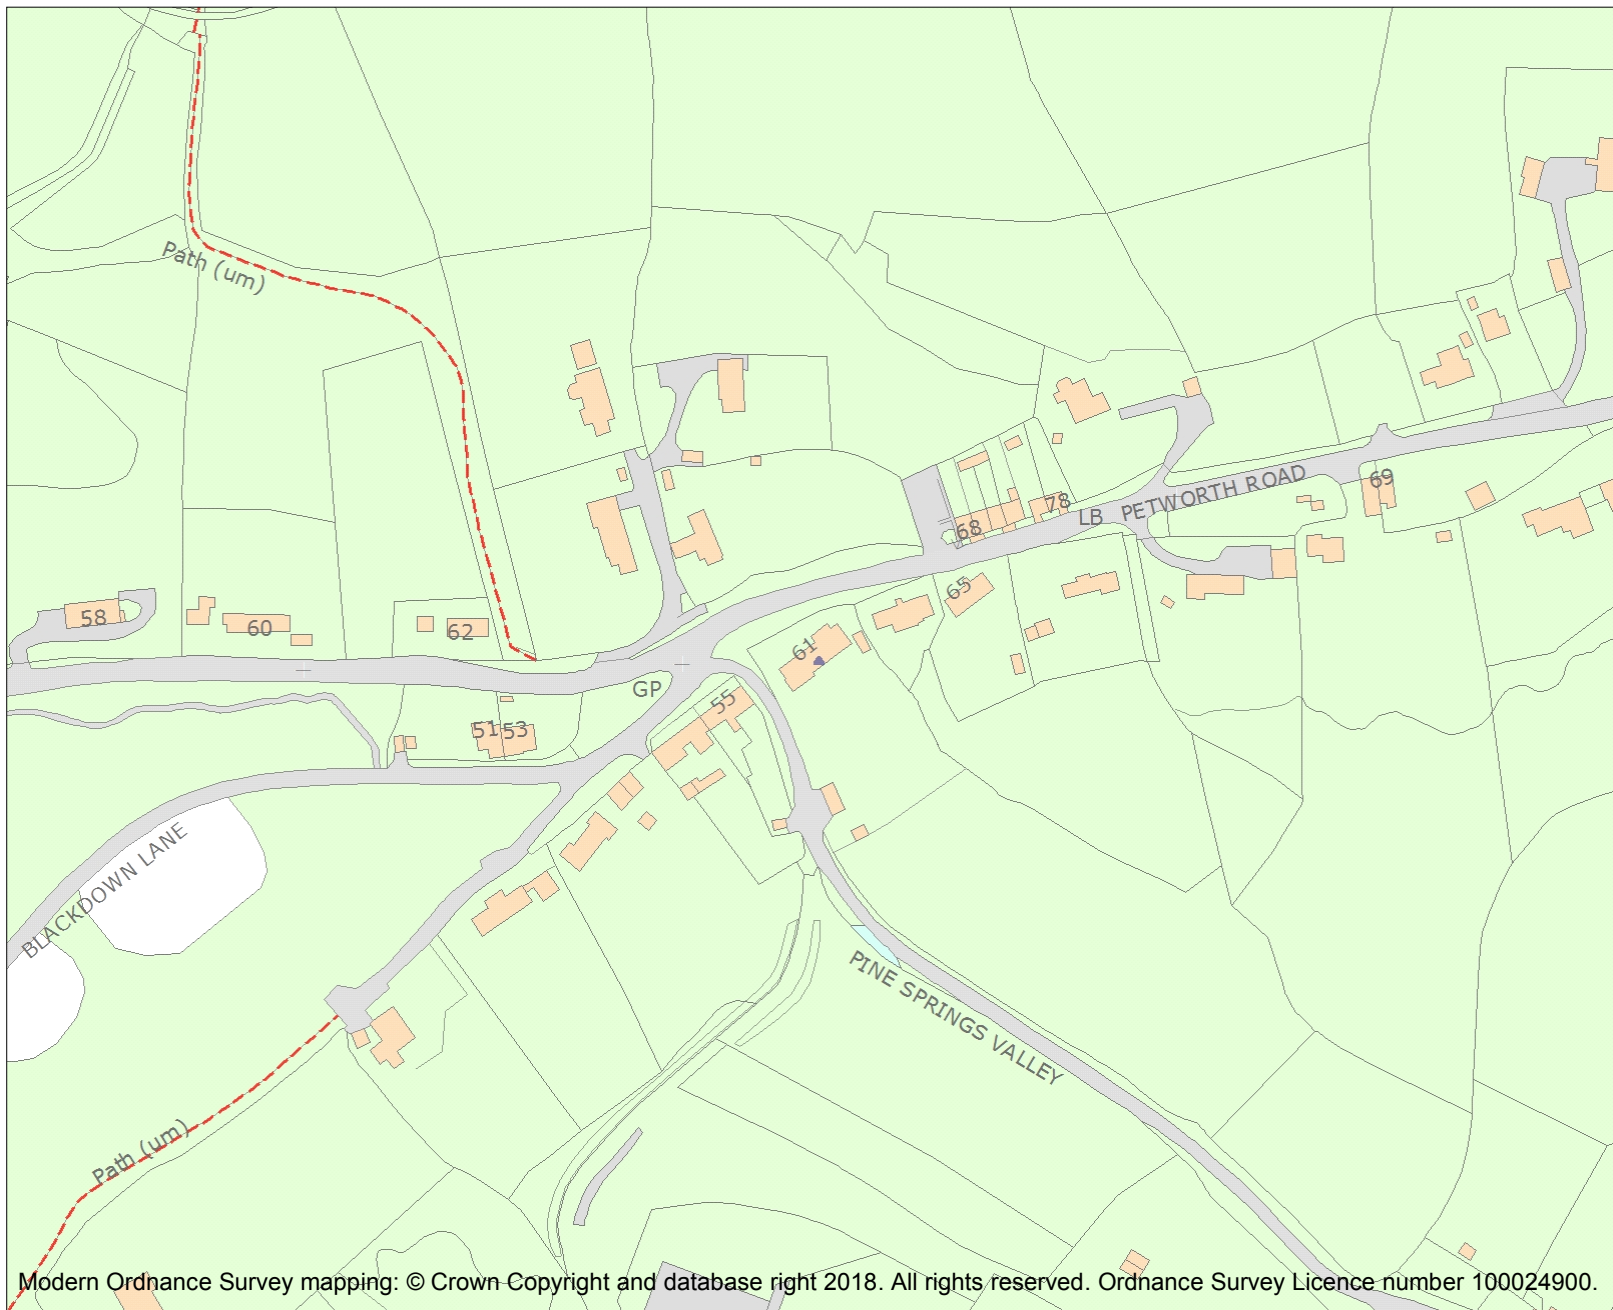 Path (um)
78
69
68
LB
PETWORTH ROAD
65
58
60
62
61
GP
55
51
53
BLACKDOWN LANE
PINE SPRINGS VALLEY
Path (um)
Modern Ordnance Survey mapping: © Crown Copyright and database right 2018. All rights reserved. Ordnance Survey Licence number 100024900.